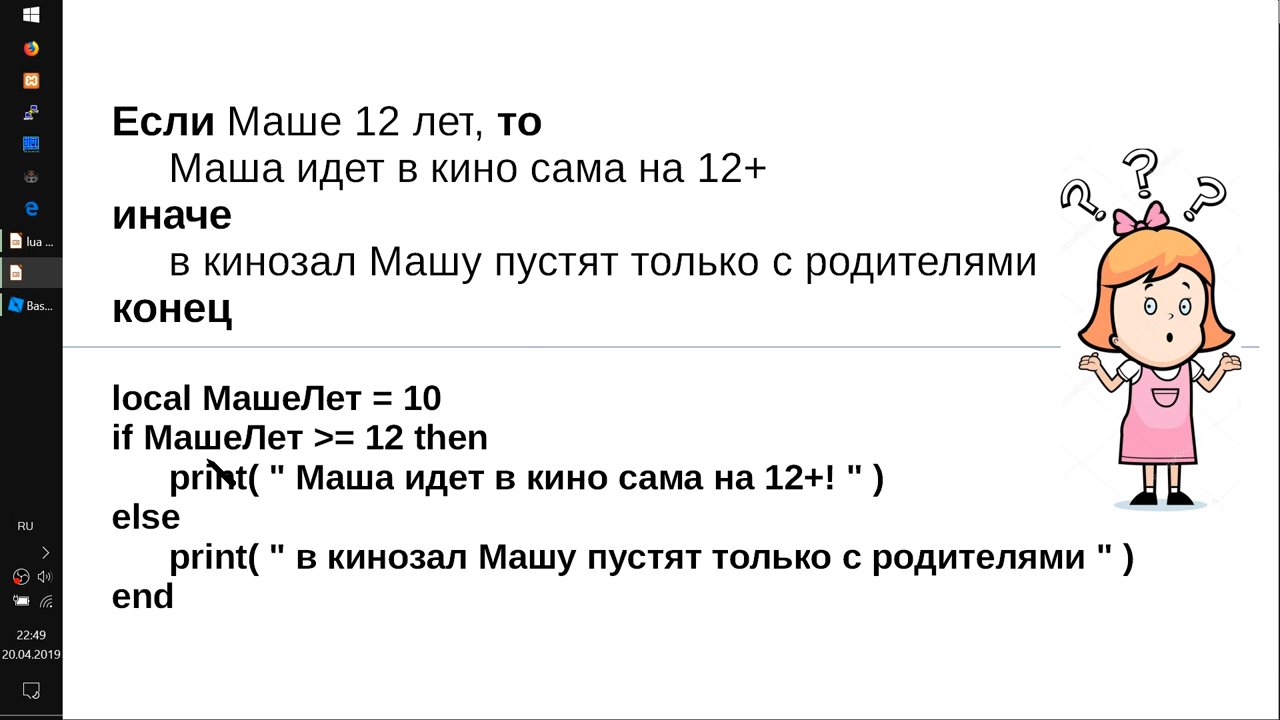 Если Маше 12 лет, то
Маша идет в кино сама на 12+
иначе
в кинозал Машу пустят только с родителями
конец
local МашеЛет = 10
if МашеЛет >= 12 then
print( " Маша идет в кино сама на 12+! " )
else
print( " в кинозал Машу пустят только с родителями " )
end
lua ...
Bas...
RU
22:49
20.04.2019
? ? ?